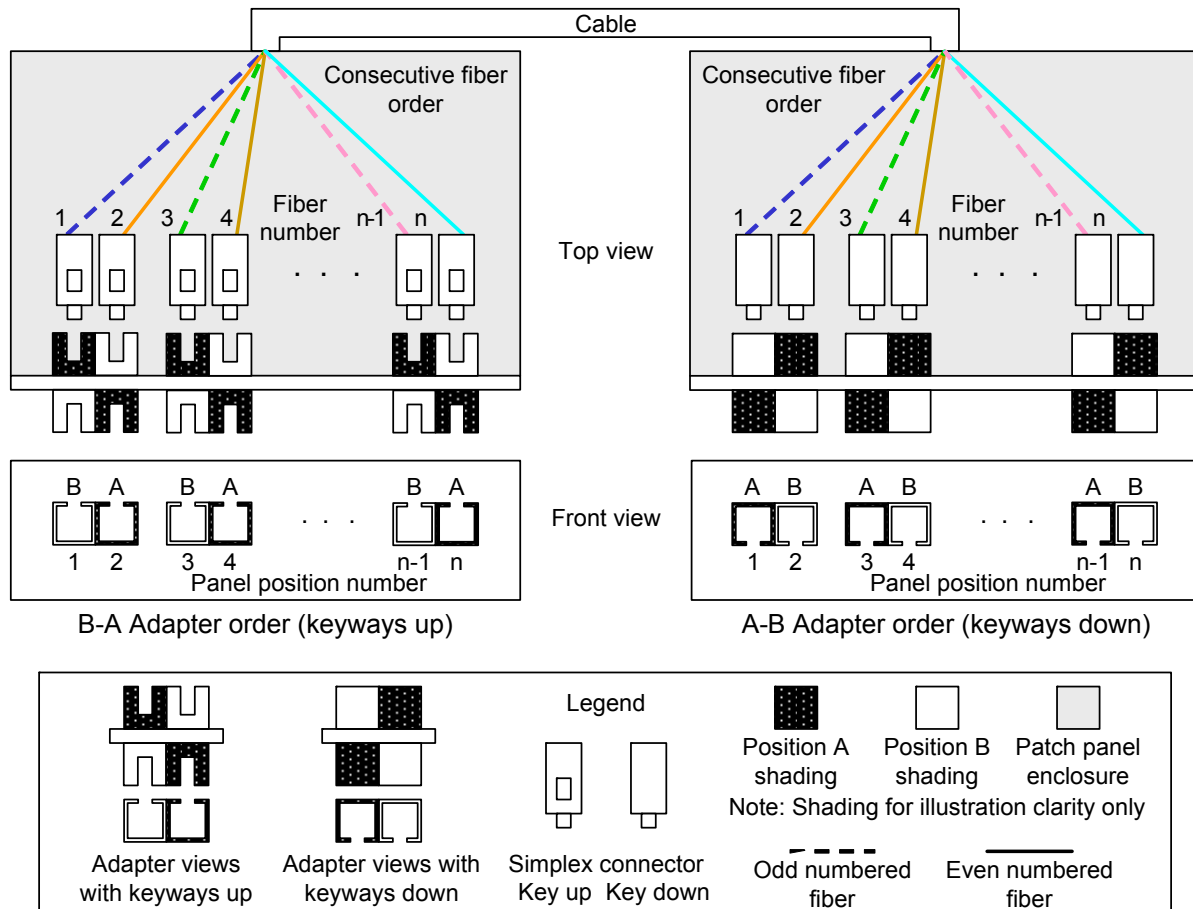 Cable
Consecutive fiber
order
Consecutive fiber
order
1 2 3 4 Fiber
number n-1 n
1 2 3 4 Fiber
number n-1 n
. . .
Top view
. . .
B A B A B A
. . .
1 2 3 4 n-1 n
Panel position number
Front view
A B A B A B
. . .
1 2 3 4 n-1 n
Panel position number
B-A Adapter order (keyways up)
A-B Adapter order (keyways down)
Legend
Adapter views
with keyways up
Adapter views with
keyways down
Simplex connector
Key up Key down
Position A
shading
Position B
shading
Patch panel
enclosure
Note: Shading for illustration clarity only
Odd numbered
fiber
Even numbered
fiber